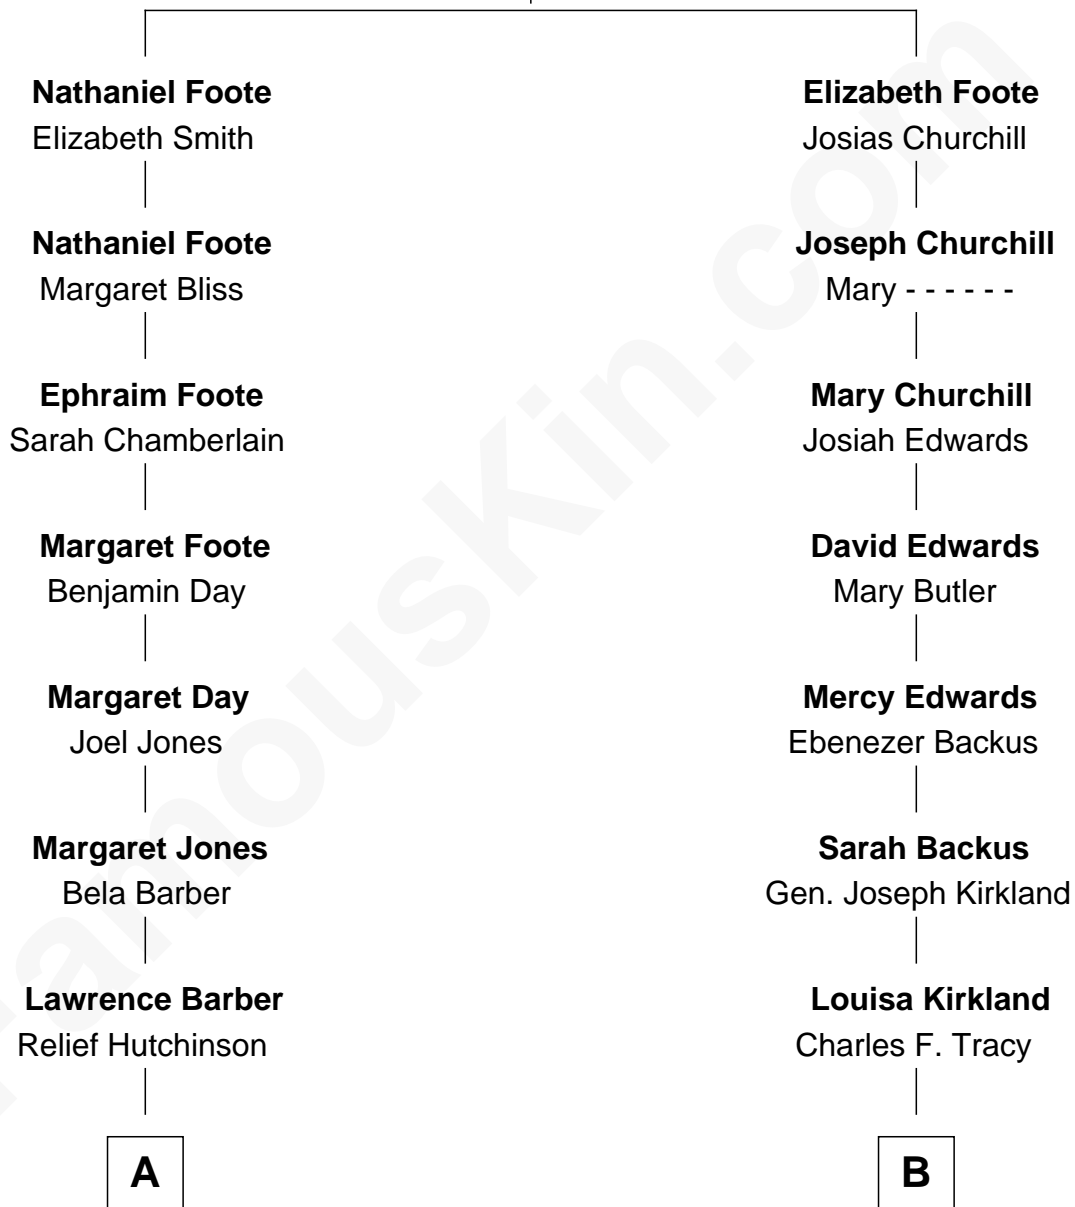 Nathaniel Foote
Elizabeth Smith
Nathaniel Foote
Margaret Bliss
Ephraim Foote
Sarah Chamberlain
Margaret Foote
Benjamin Day
Margaret Day
Joel Jones
Margaret Jones
Bela Barber
Lawrence Barber
Relief Hutchinson
A
Elizabeth Foote
Josias Churchill
Joseph Churchill
Mary - - - - - -
Mary Churchill
Josiah Edwards
David Edwards
Mary Butler
Mercy Edwards
Ebenezer Backus
Sarah Backus
Gen. Joseph Kirkland
Louisa Kirkland
Charles F. Tracy
B
FamousKin.com